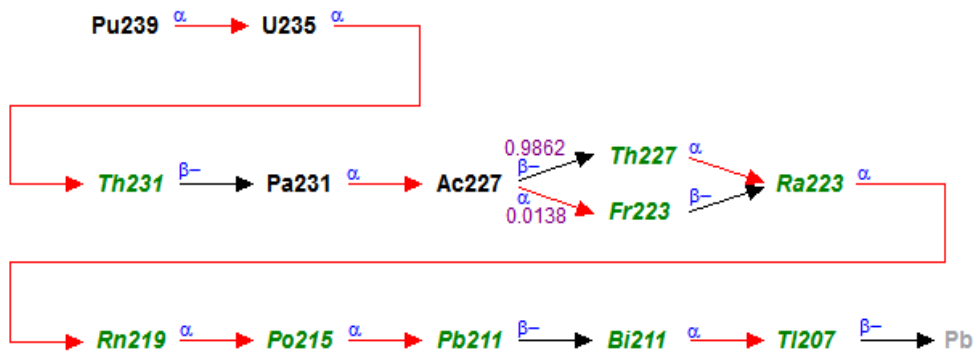 Pu239 α U235 α
0.9862 Th227 α
Th231 β− Pa231 α Ac227 β− Ra223 α
α Fr223 β−
0.0138
Rn219 α Po215 α Pb211 β− Bi211 α Tl207 β− Pb